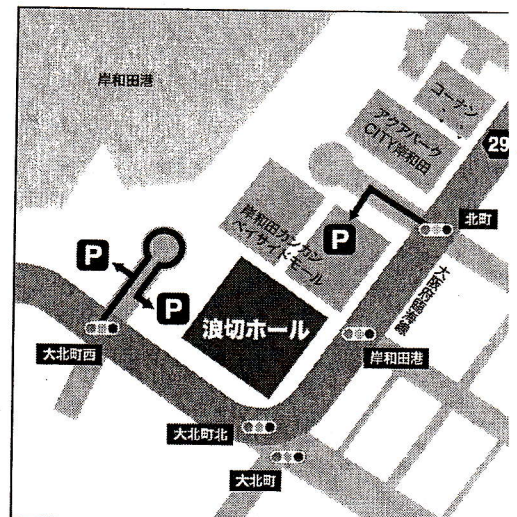 岸和田港
コーナン
アクアパーク
CITY岸和田
29
北町
P
岸和田カンカン
ベイサイドモール
大阪府臨海線
P
P
浪切ホール
岸和田港
大北町西
大北町北
大北町